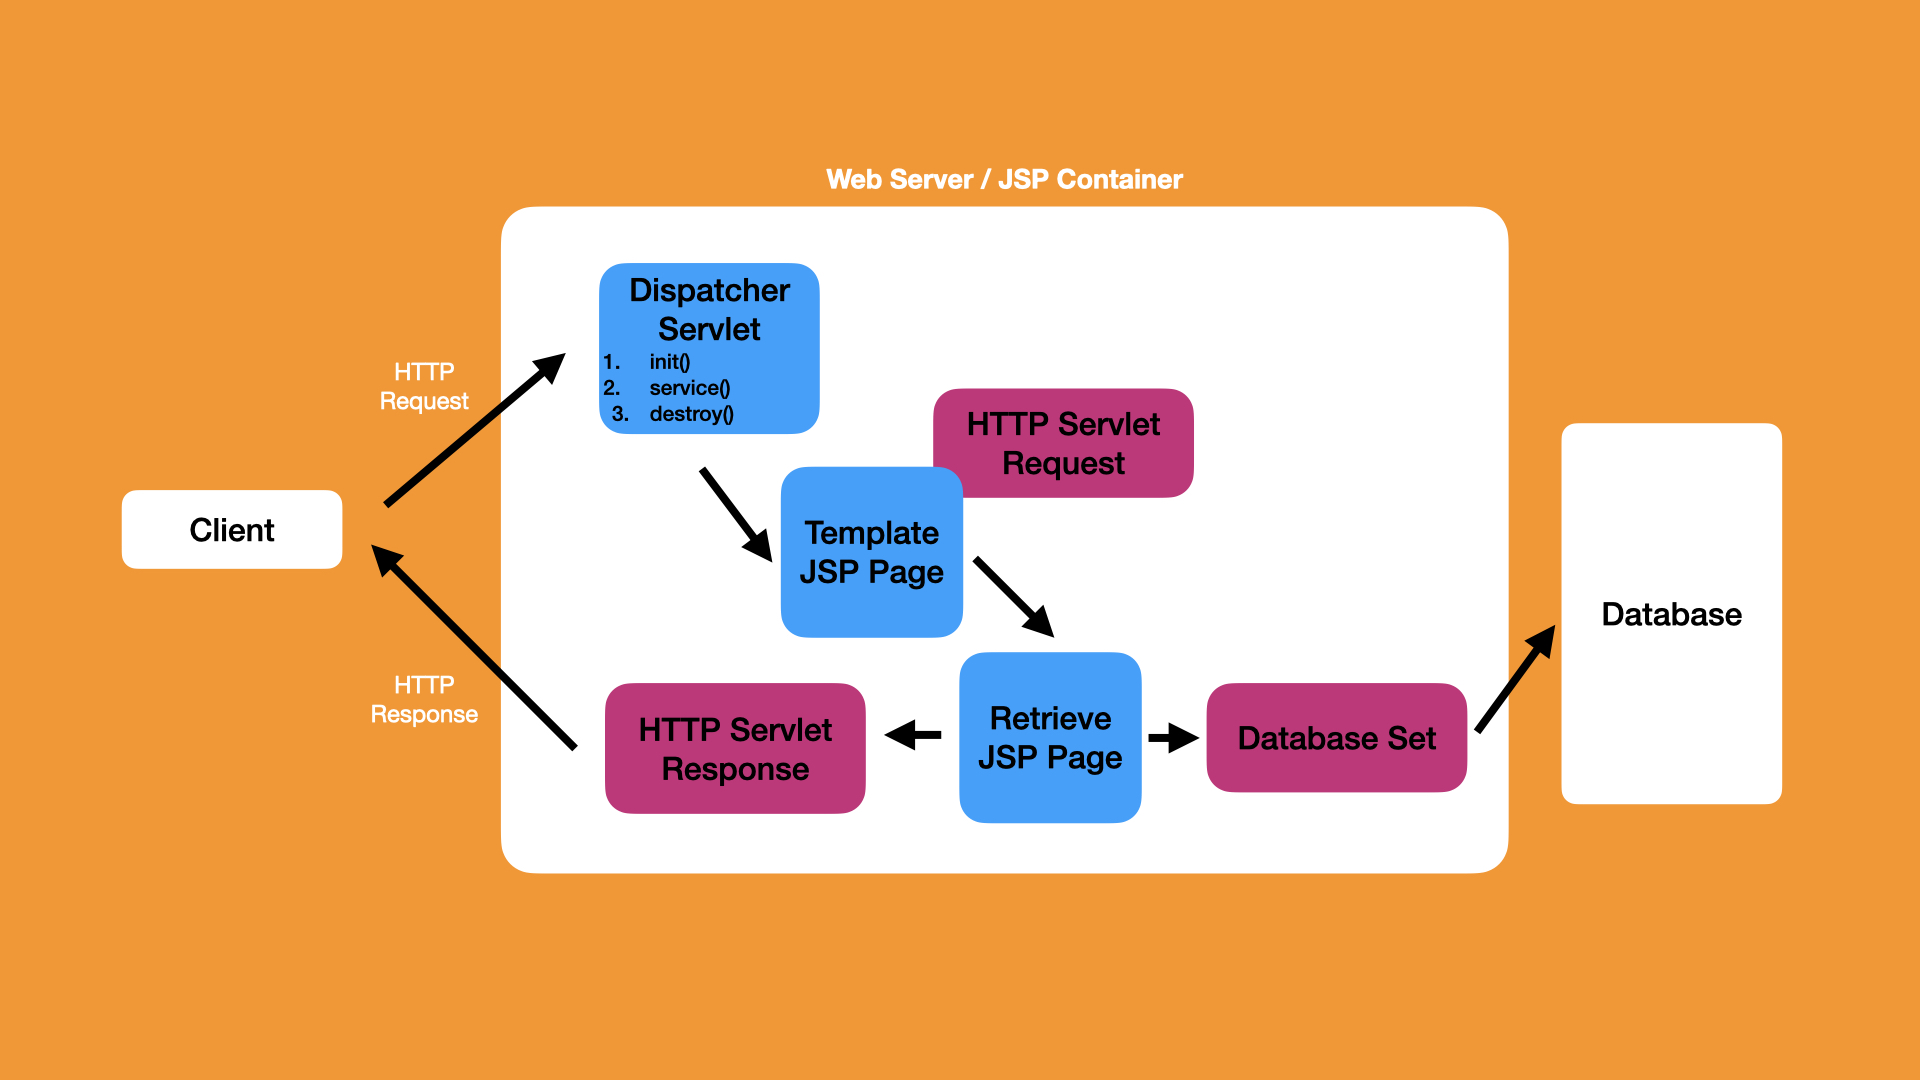 Web Server / JSP Container
Dispatcher
Servlet
1. init()
2. service()
3. destroy()
HTTP
Request
HTTP Servlet
Request
Client
Template
JSP Page
Database
HTTP
Response
HTTP Servlet
Response
Retrieve
JSP Page
Database Set